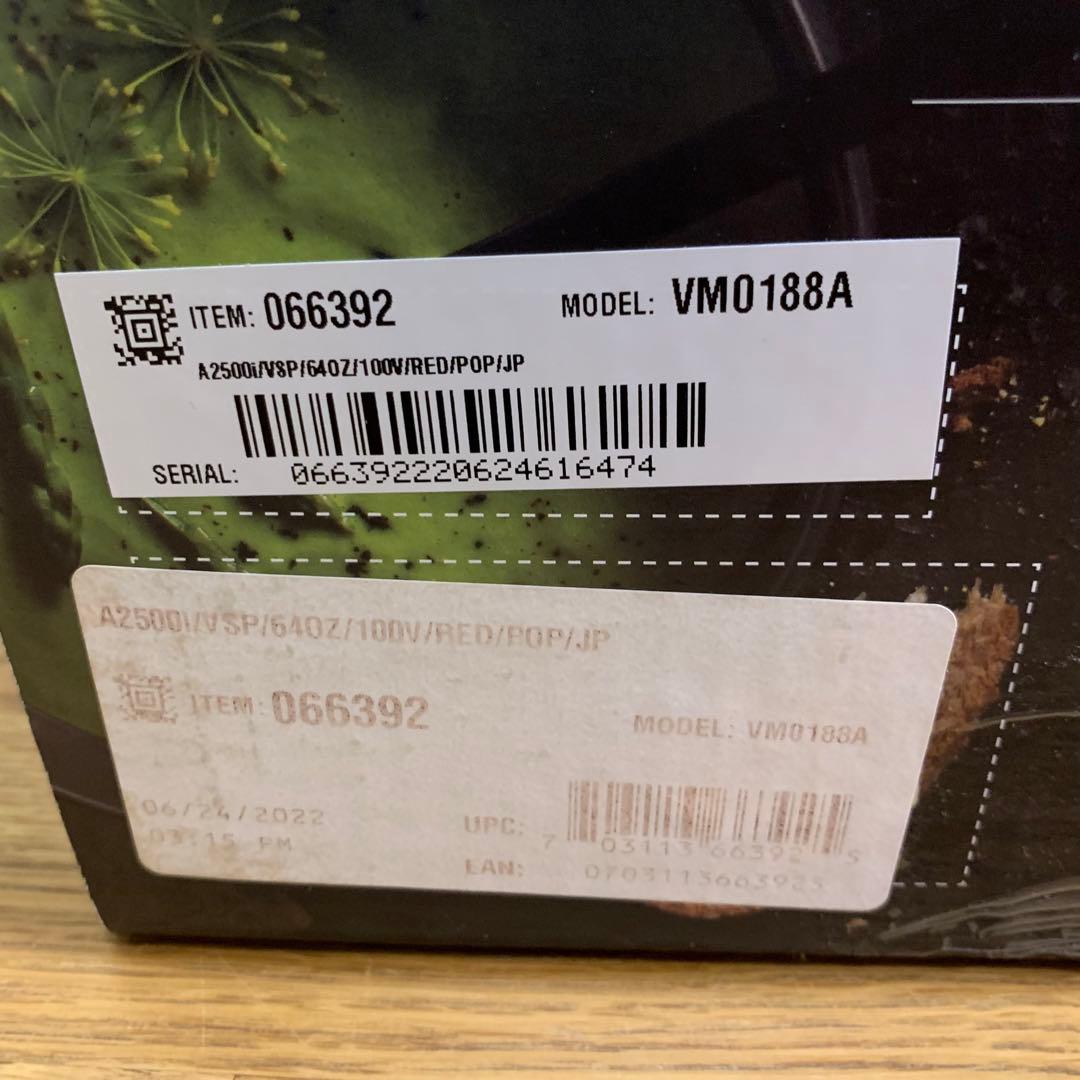 ITEM: 066392 MODEL: VM0188A
A2500i/VSP/64OZ/100V/RED/POP/JP
SERIAL: 066392220624616474
A2500i/VSP/64OZ/100V/RED/POP/JP
ITEM: 066392
MODEL: VM0188A
06/24/2022
03:15 PM
UPC: 7 03113 66392 5
EAN: 0703113663925